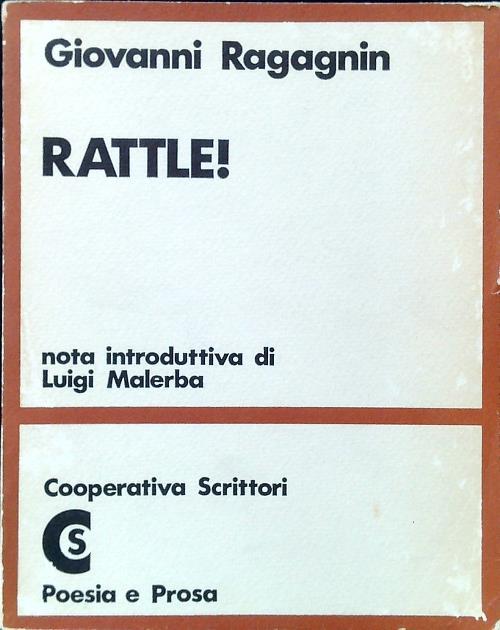 Giovanni Ragagnin
RATTLE!
nota introduttiva di
Luigi Malerba
Cooperativa Scrittori
CS
Poesia e Prosa